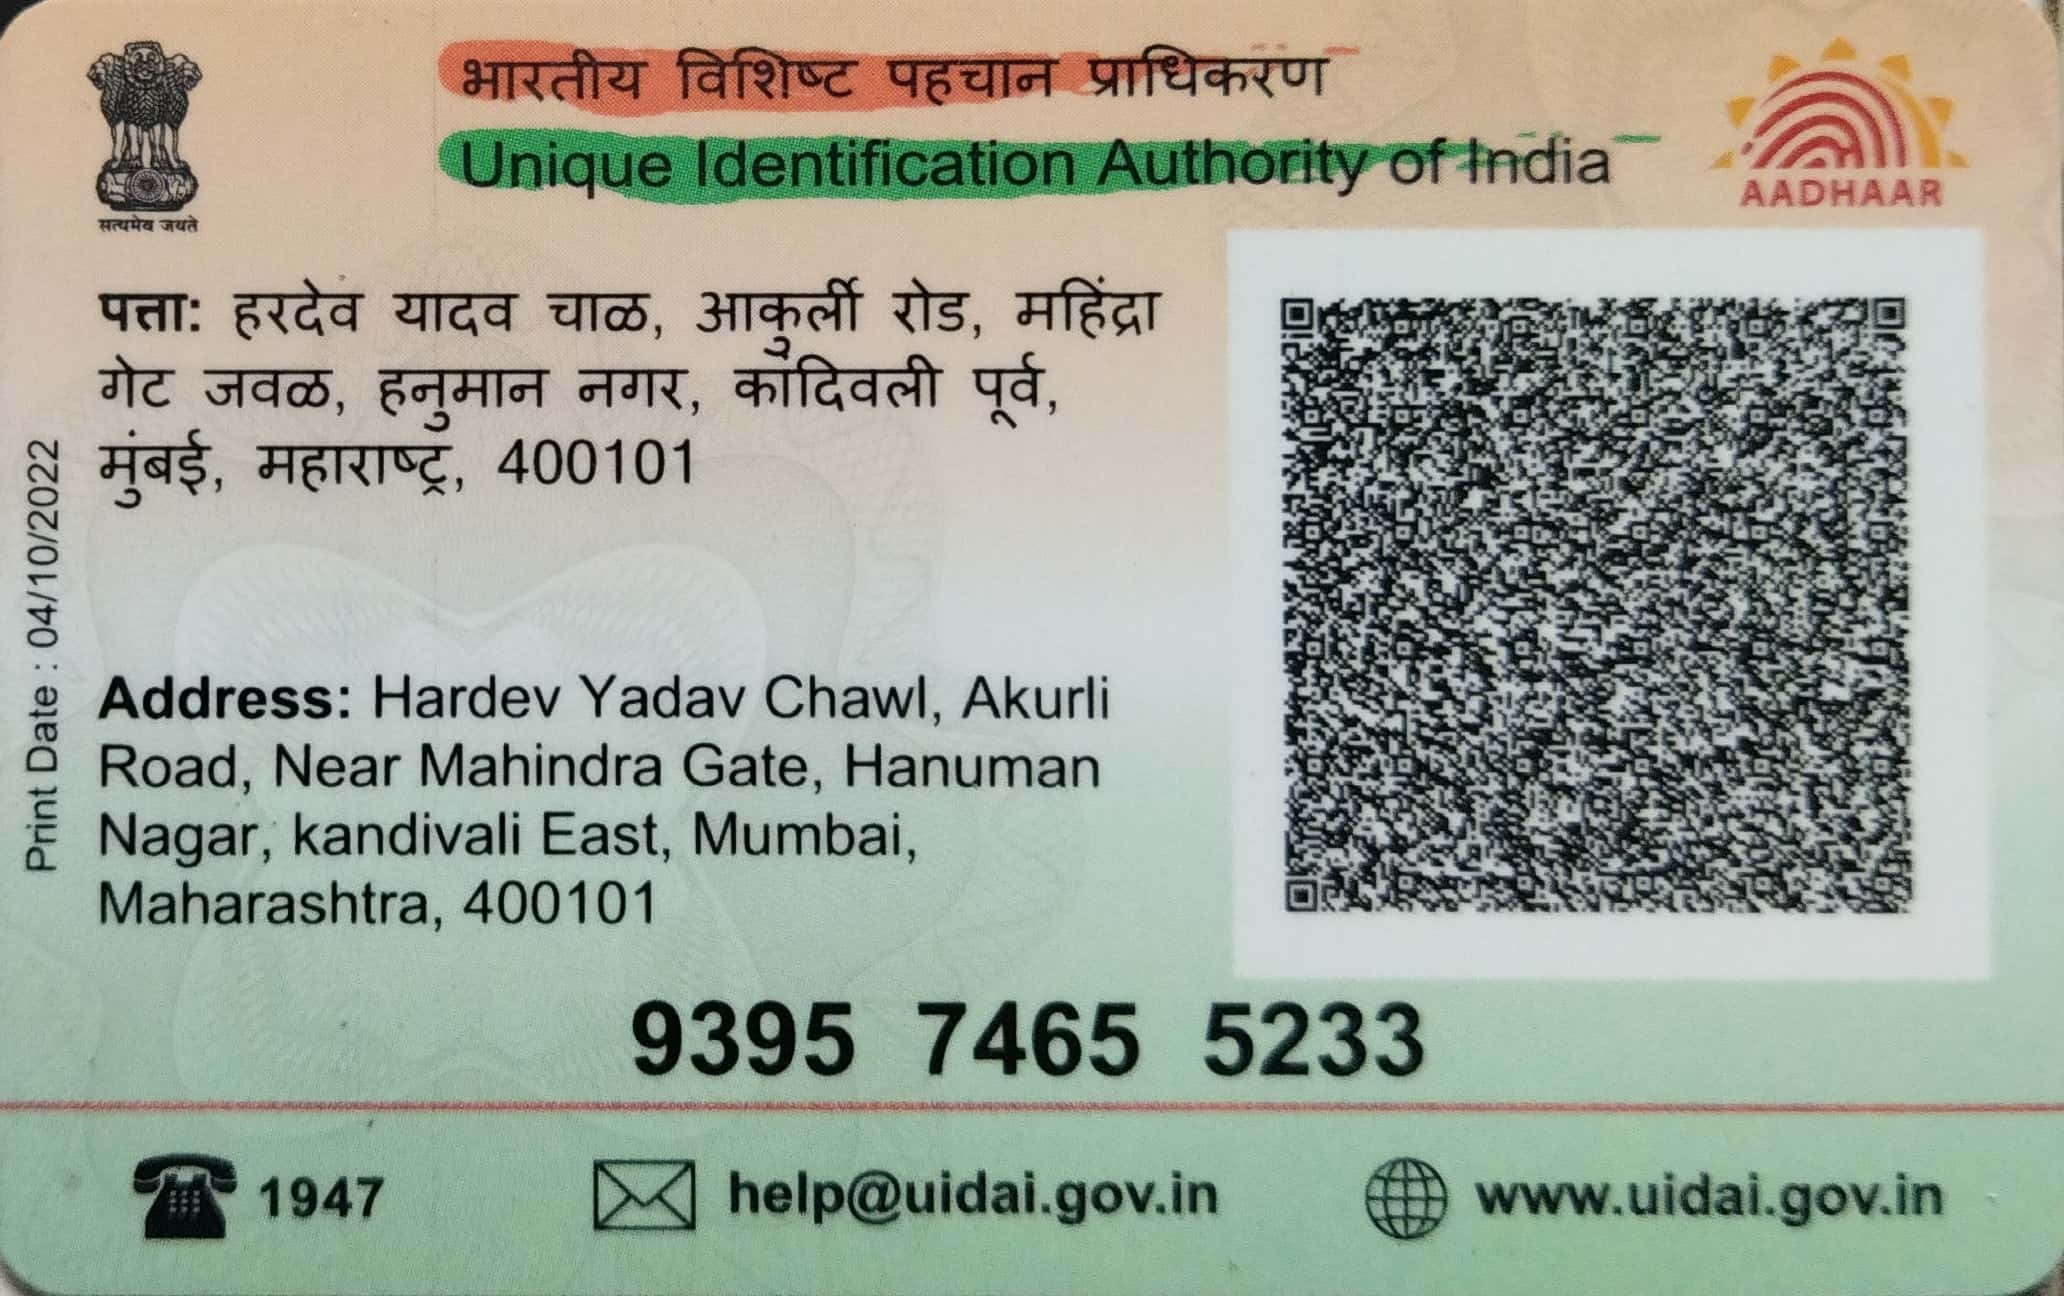 भारतीय विशिष्ट पहचान प्राधिकरण
Unique Identification Authority of India
सत्यमेव जयते
AADHAAR
पत्ता: हरदेव यादव चाळ, आकुर्ली रोड, महिंद्रा
गेट जवळ, हनुमान नगर, कांदिवली पूर्व,
मुंबई, महाराष्ट्र, 400101
Print Date : 04/10/2022
Address: Hardev Yadav Chawl, Akurli
Road, Near Mahindra Gate, Hanuman
Nagar, kandivali East, Mumbai,
Maharashtra, 400101
9395 7465 5233
1947
help@uidai.gov.in
www.uidai.gov.in